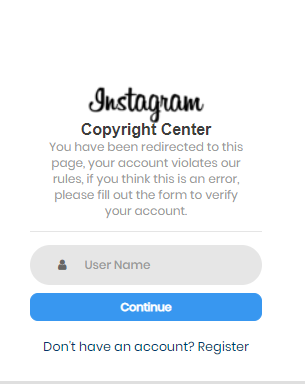 Instagram
Copyright Center
You have been redirected to this
page, your account violates our
rules, if you think this is an error,
please fill out the form to verify
your account.
User Name
Continue
Don't have an account? Register